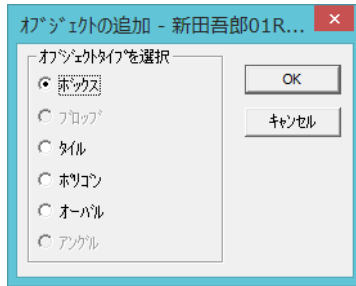 ｵﾌﾞｼﾞｪｸﾄの追加 - 新田吾郎01R...
ｵﾌﾞｼﾞｪｸﾄﾀｲﾌﾟを選択
ﾎﾞｯｸｽ
ﾌﾞﾛｯﾌﾞ
ﾀｲﾙ
ﾎﾟﾘｺﾞﾝ
ｵｰﾊﾞﾙ
ｱﾝｸﾞﾙ
OK
ｷｬﾝｾﾙ